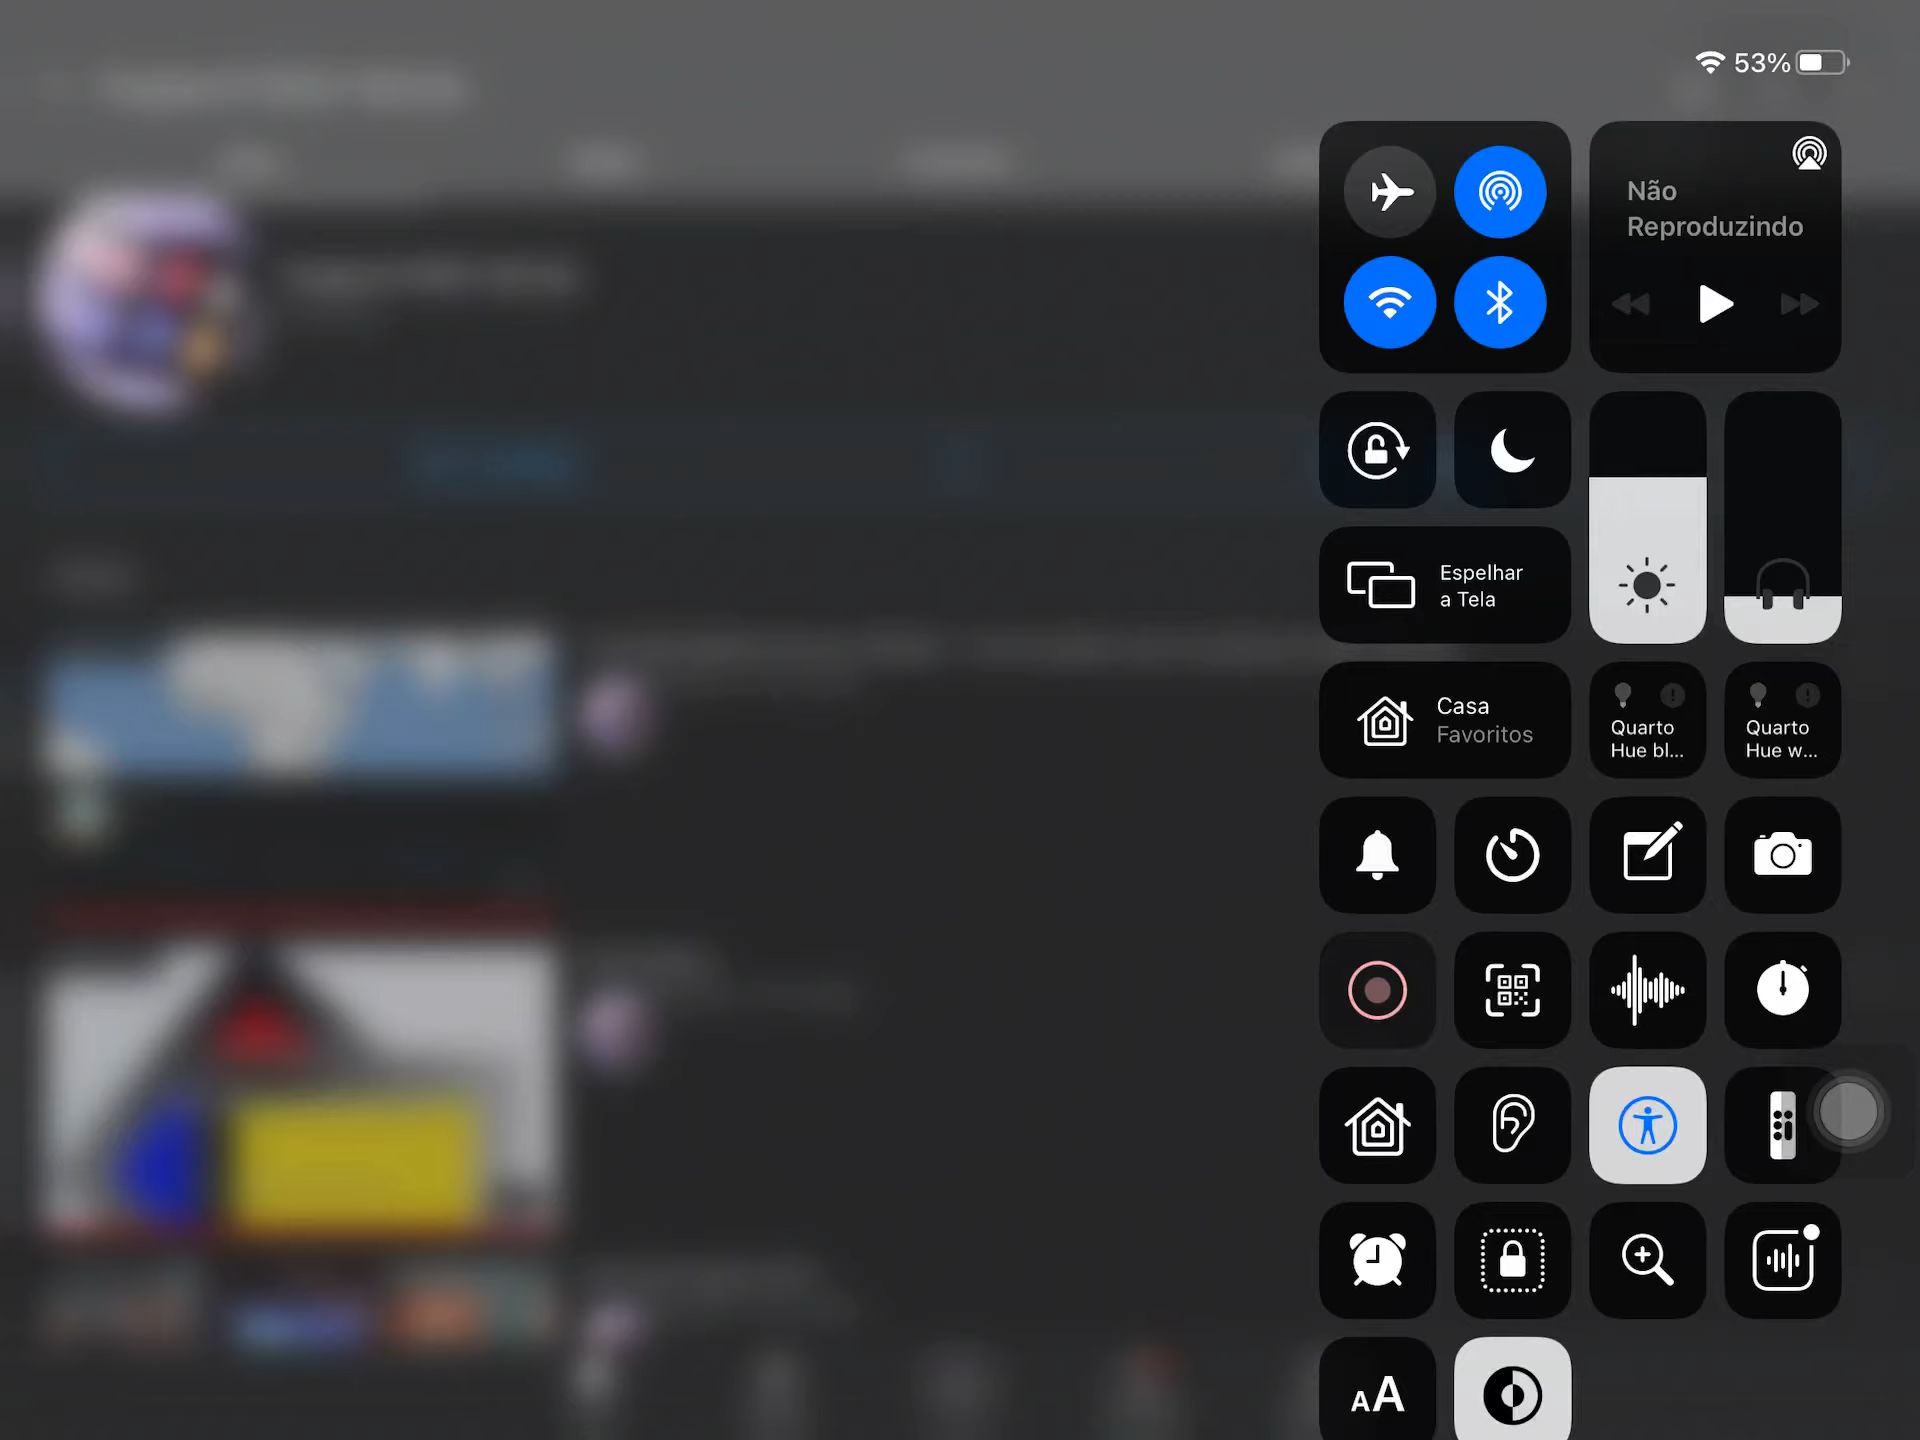 53%
Não
Reproduzindo
Espelhar
a Tela
Casa
Favoritos
Quarto
Hue bl...
Quarto
Hue w...
AA